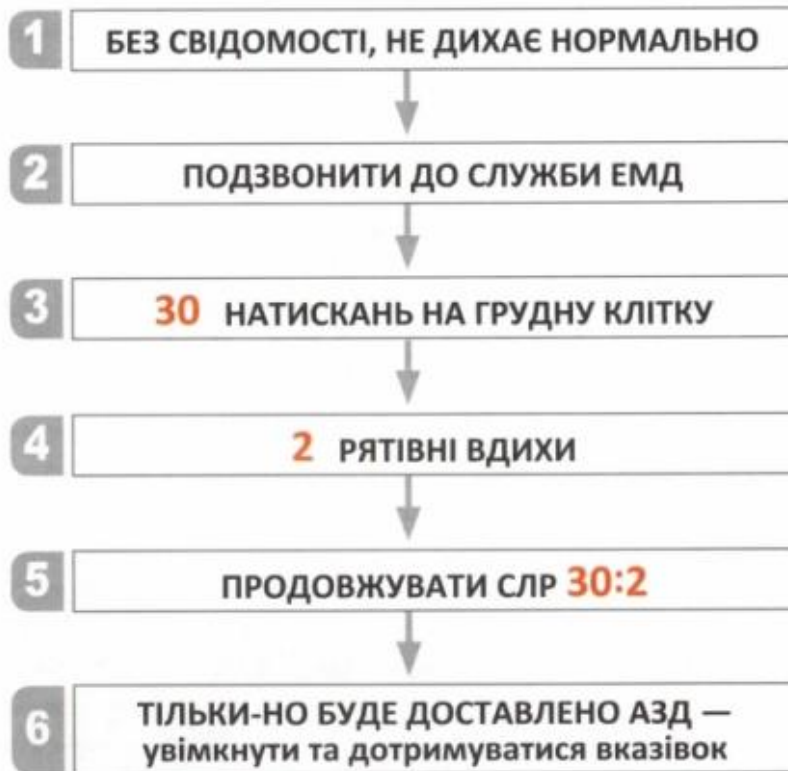 1 БЕЗ СВІДОМОСТІ, НЕ ДИХАЄ НОРМАЛЬНО
2 ПОДЗВОНИТИ ДО СЛУЖБИ ЕМД
3 30 НАТИСКАНЬ НА ГРУДНУ КЛІТКУ
4 2 РЯТІВНІ ВДИХИ
5 ПРОДОВЖУВАТИ СЛР 30:2
6 ТІЛЬКИ-НО БУДЕ ДОСТАВЛЕНО АЗД —
увімкнути та дотримуватися вказівок